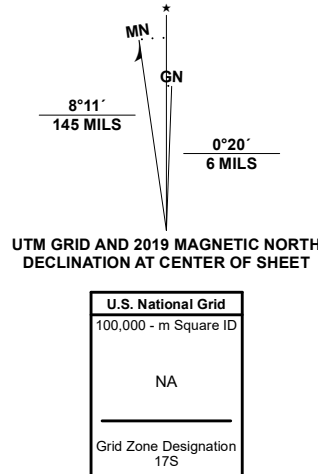 ★
MN
GN
8°11´
145 MILS
0°20´
6 MILS
UTM GRID AND 2019 MAGNETIC NORTH
DECLINATION AT CENTER OF SHEET
U.S. National Grid
100,000 - m Square ID
NA
Grid Zone Designation
17S